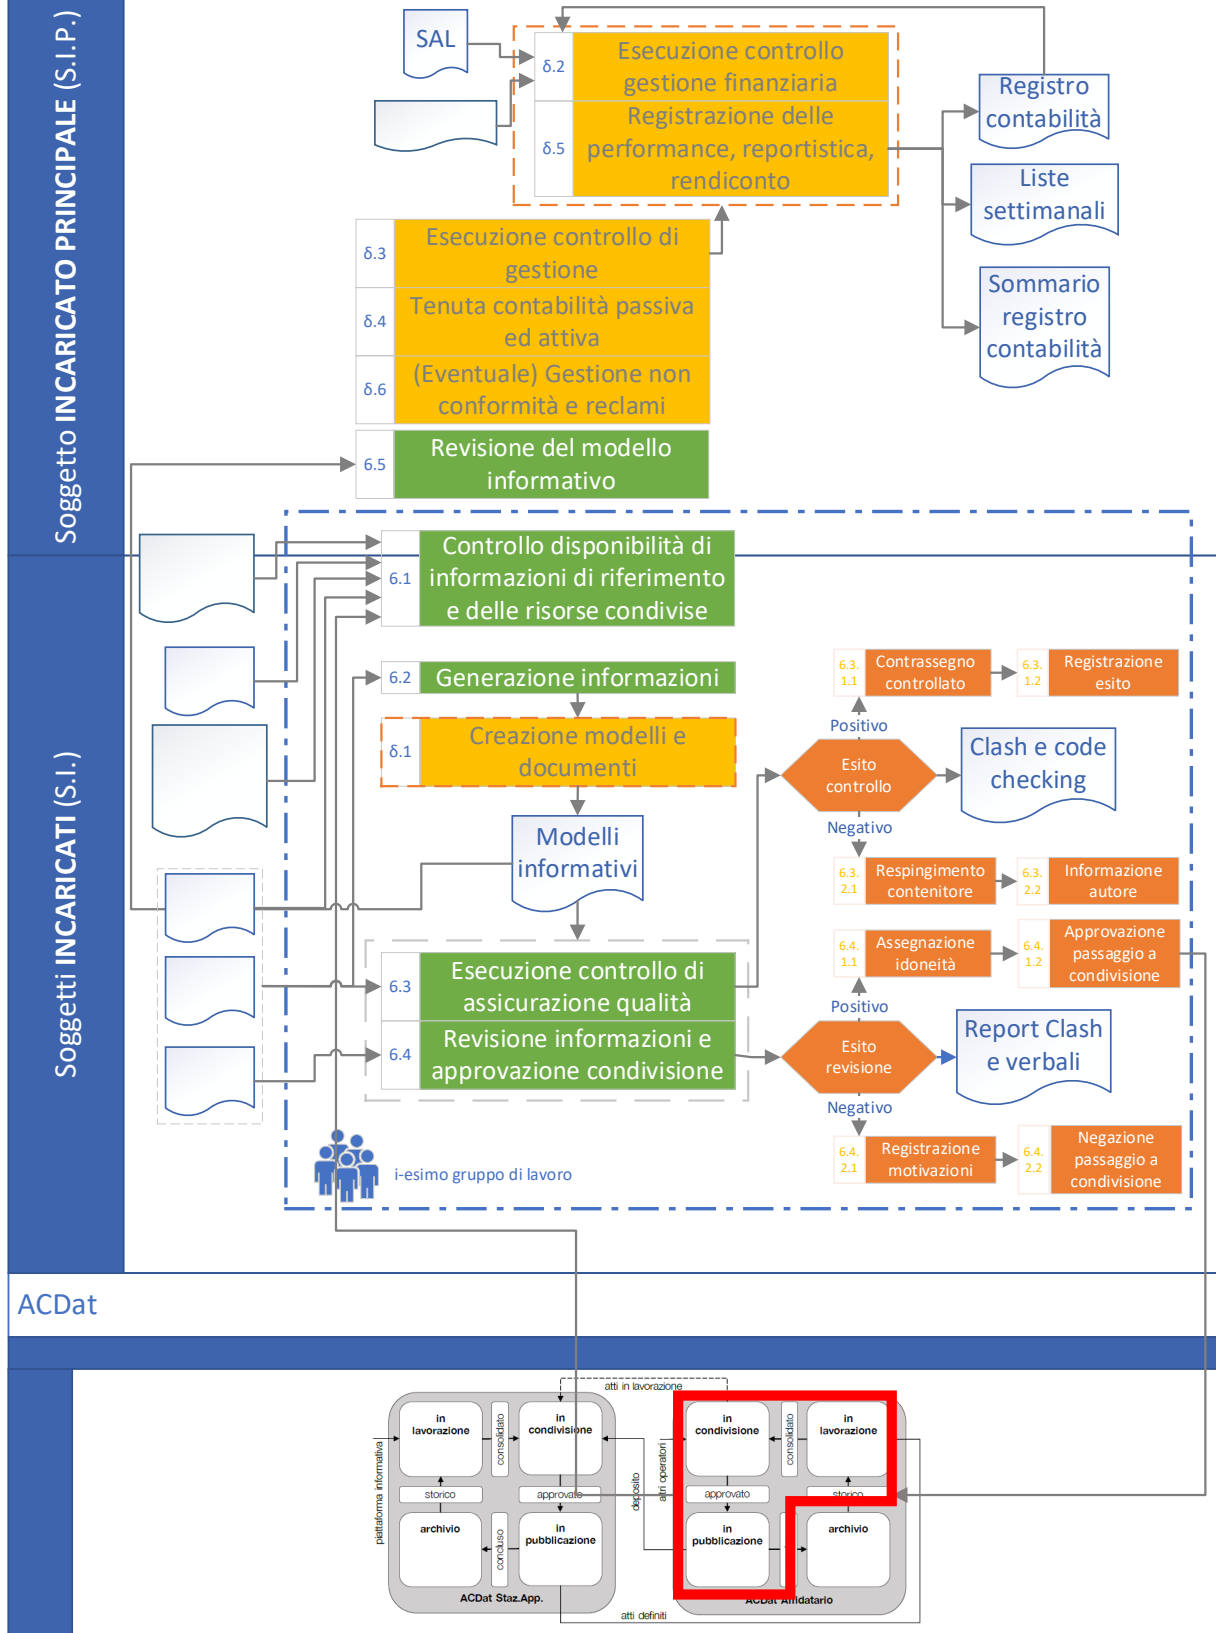 Soggetto INCARICATO PRINCIPALE (S.I.P.)
SAL
δ.2
Esecuzione controllo
gestione finanziaria
δ.5
Registrazione delle
performance, reportistica,
rendiconto
Registro
contabilità
Liste
settimanali
Sommario
registro
contabilità
δ.3
Esecuzione controllo di
gestione
δ.4
Tenuta contabilità passiva
ed attiva
δ.6
(Eventuale) Gestione non
conformità e reclami
6.5
Revisione del modello
informativo
Soggetti INCARICATI (S.I.)
6.1
Controllo disponibilità di
informazioni di riferimento
e delle risorse condivise
6.2
Generazione informazioni
δ.1
Creazione modelli e
documenti
Modelli
informativi
6.3
Esecuzione controllo di
assicurazione qualità
6.4
Revisione informazioni e
approvazione condivisione
6.3.
1.1
Contrassegno
controllato
6.3.
1.2
Registrazione
esito
Positivo
Esito
controllo
Clash e code
checking
Negativo
6.3.
2.1
Respingimento
contenitore
6.3.
2.2
Informazione
autore
6.4.
1.1
Assegnazione
idoneità
6.4.
1.2
Approvazione
passaggio a
condivisione
Positivo
Esito
revisione
Report Clash
e verbali
Negativo
6.4.
2.1
Registrazione
motivazioni
6.4.
2.2
Negazione
passaggio a
condivisione
i-esimo gruppo di lavoro
ACDat
atti in lavorazione
piattaforma informativa
in
lavorazione
consolidato
in
condivisione
storico
approvato
archivio
concluso
in
pubblicazione
ACDat Staz.App.
deposito
altri operatori
in
condivisione
consolidato
in
lavorazione
approvato
storico
in
pubblicazione
archivio
ACDat Affidatario
atti definiti